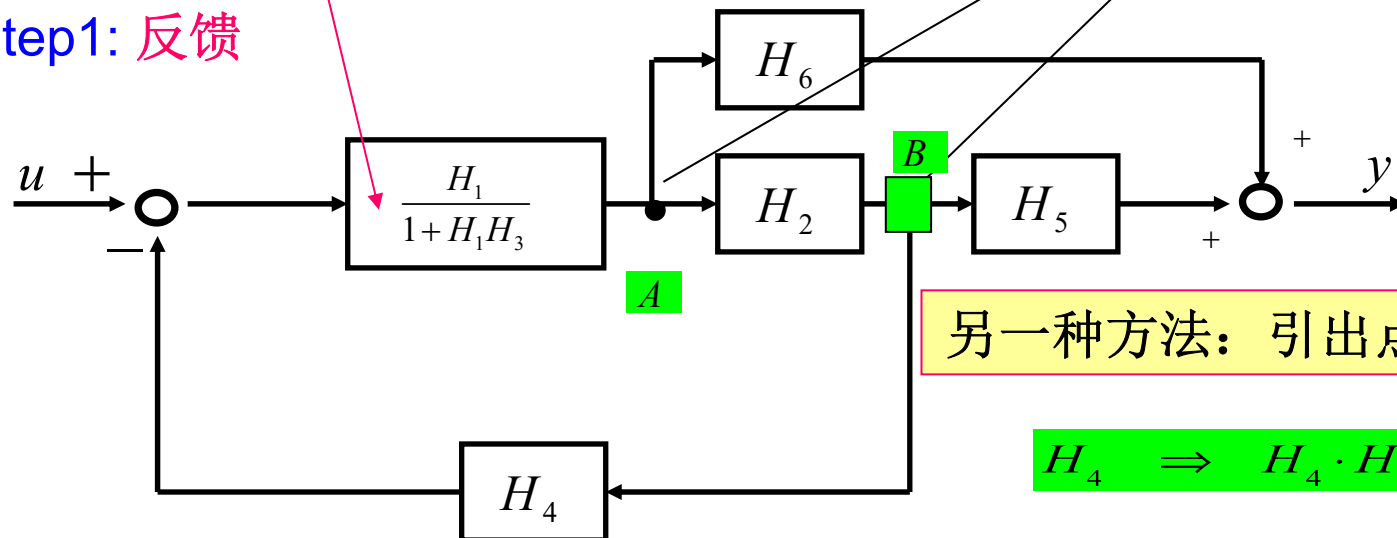 tep1: 反馈
H₆
B
u + H₁ / (1 + H₁H₃) H₂ H₅ + y
− +
A
另一种方法：引出
H₄ ⇒ H₄ · H
H₄